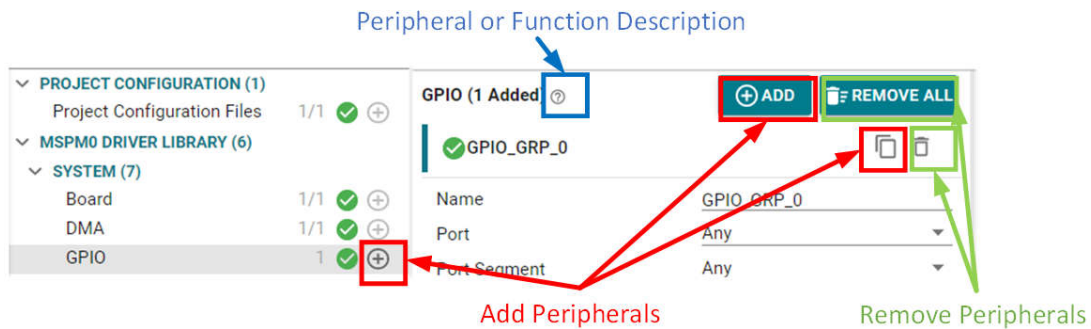 Peripheral or Function Description
PROJECT CONFIGURATION (1)
Project Configuration Files 1/1
MSPM0 DRIVER LIBRARY (6)
SYSTEM (7)
Board 1/1
DMA 1/1
GPIO 1
GPIO (1 Added)
ADD
REMOVE ALL
GPIO_GRP_0
Name GPIO_GRP_0
Port Any
Port Segment Any
Add Peripherals
Remove Peripherals